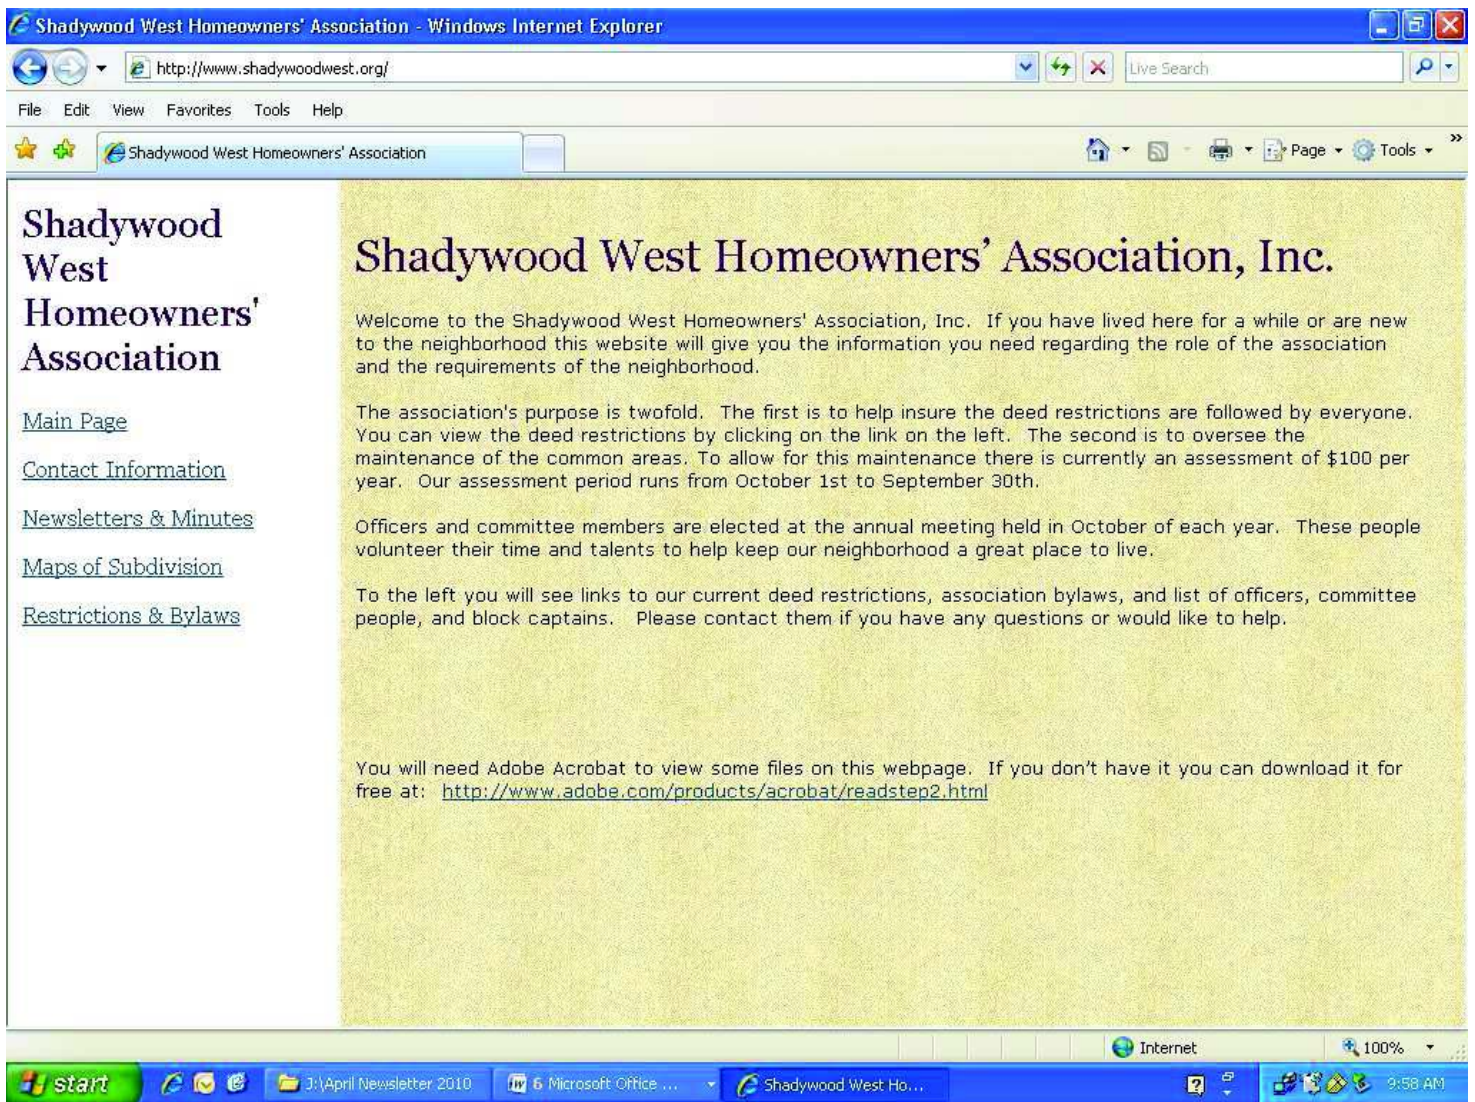 Shadywood West Homeowners' Association - Windows Internet Explorer
http://www.shadywoodwest.org/
Live Search
File Edit View Favorites Tools Help
Shadywood West Homeowners' Association
Page Tools »
Shadywood
West
Homeowners'
Association
Main Page
Contact Information
Newsletters & Minutes
Maps of Subdivision
Restrictions & Bylaws
Shadywood West Homeowners’ Association, Inc.
Welcome to the Shadywood West Homeowners' Association, Inc. If you have lived here for a while or are new
to the neighborhood this website will give you the information you need regarding the role of the association
and the requirements of the neighborhood.
The association's purpose is twofold. The first is to help insure the deed restrictions are followed by everyone.
You can view the deed restrictions by clicking on the link on the left. The second is to oversee the
maintenance of the common areas. To allow for this maintenance there is currently an assessment of $100 per
year. Our assessment period runs from October 1st to September 30th.
Officers and committee members are elected at the annual meeting held in October of each year. These people
volunteer their time and talents to help keep our neighborhood a great place to live.
To the left you will see links to our current deed restrictions, association bylaws, and list of officers, committee
people, and block captains. Please contact them if you have any questions or would like to help.
You will need Adobe Acrobat to view some files on this webpage. If you don’t have it you can download it for
free at: http://www.adobe.com/products/acrobat/readstep2.html
Internet
100%
start
J:\April Newsletter 2010
6 Microsoft Office ...
Shadywood West Ho...
9:58 AM